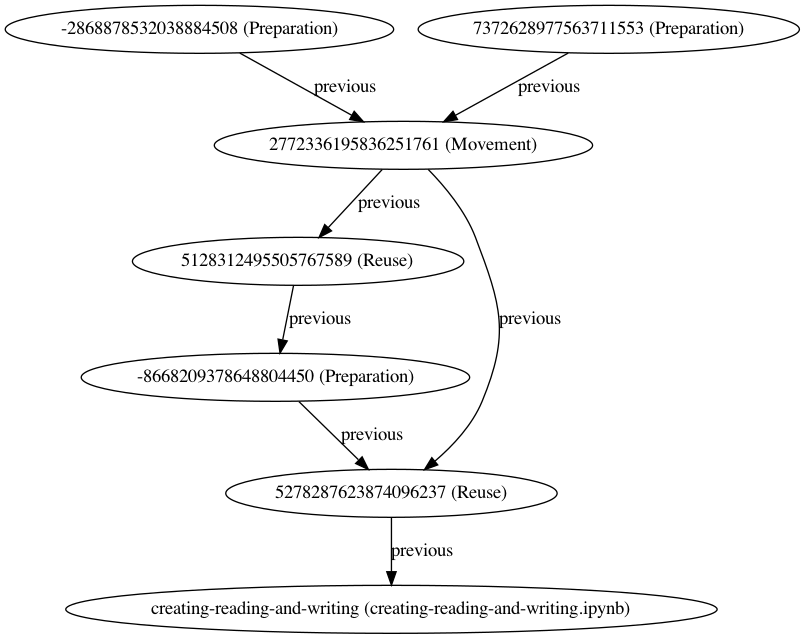 -2868878532038884508 (Preparation)
7372628977563711553 (Preparation)
previous
previous
2772336195836251761 (Movement)
previous
5128312495505767589 (Reuse)
previous
previous
-8668209378648804450 (Preparation)
previous
5278287623874096237 (Reuse)
previous
creating-reading-and-writing (creating-reading-and-writing.ipynb)